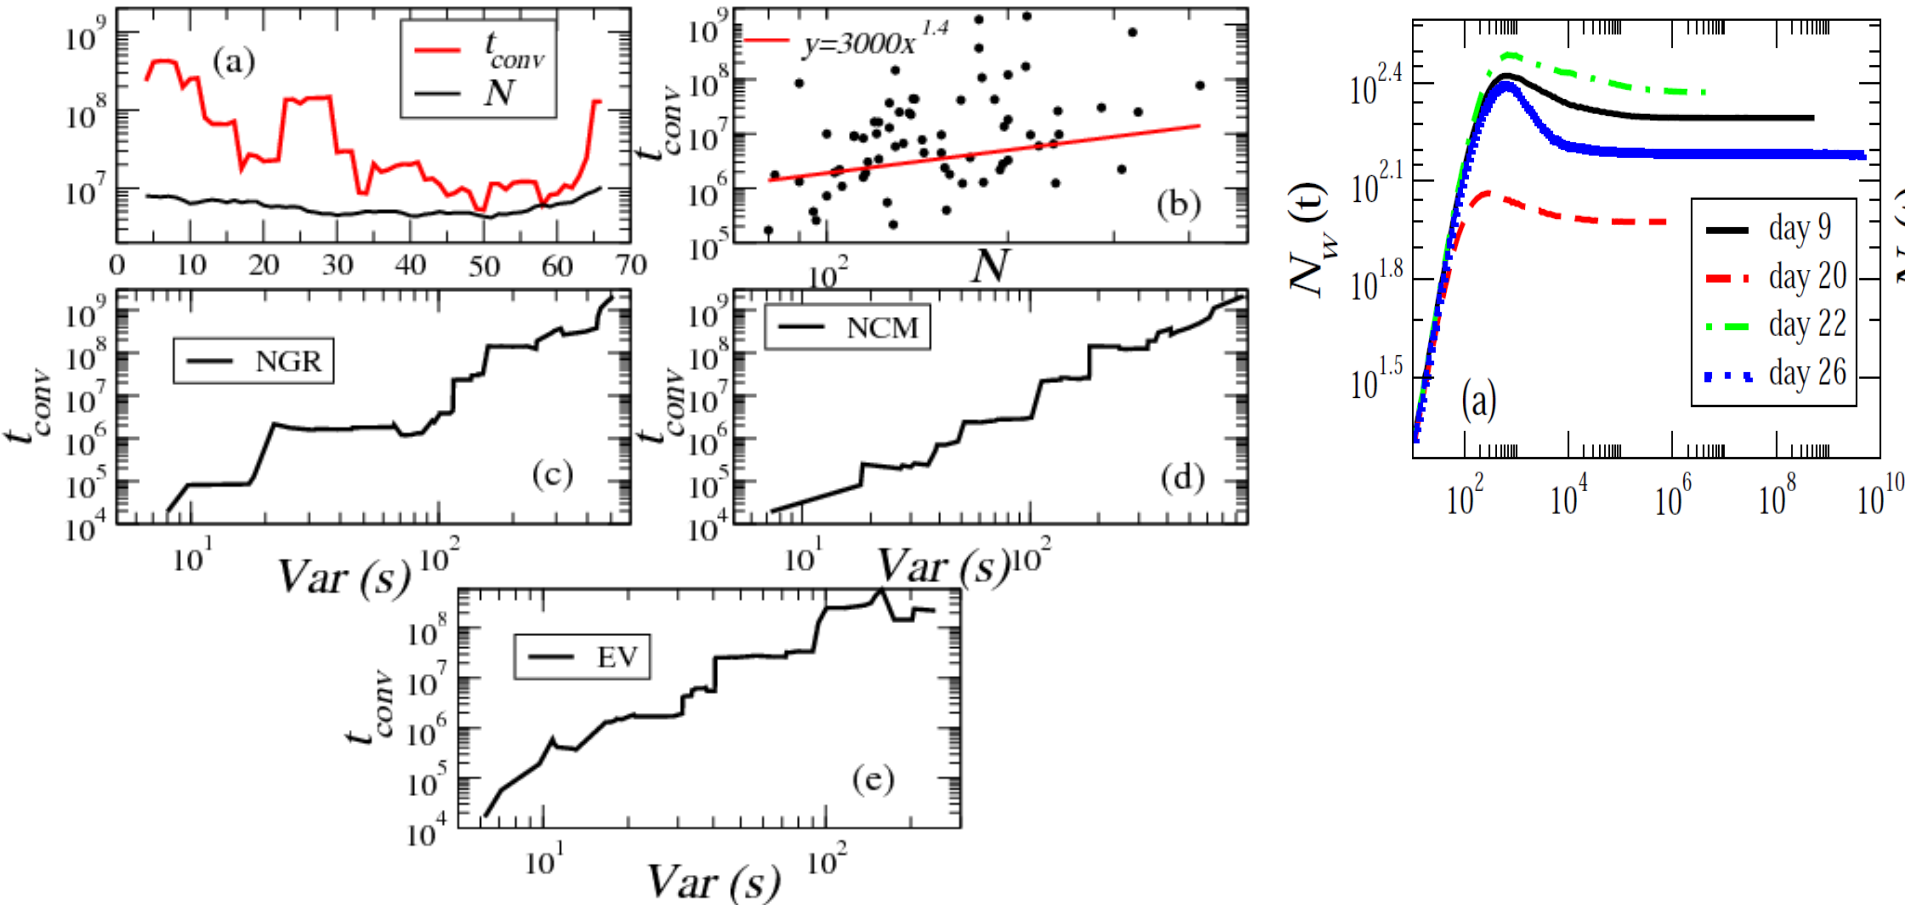 10^9
10^8
10^7
(a)
t_conv
N
0 10 20 30 40 50 60 70
t_conv
10^9
10^8
10^7
10^6
10^5
y=3000x^1.4
(b)
10^2
N
t_conv
10^9
10^8
10^7
10^6
10^5
10^4
NGR
(c)
10^1 10^2
Var (s)
t_conv
10^9
10^8
10^7
10^6
10^5
10^4
NCM
(d)
10^1 10^2
Var (s)
t_conv
10^8
10^7
10^6
10^5
10^4
EV
(e)
10^1 10^2
Var (s)
N_w (t)
10^2.4
10^2.1
10^1.8
10^1.5
day 9
day 20
day 22
day 26
(a)
10^2 10^4 10^6 10^8 10^10